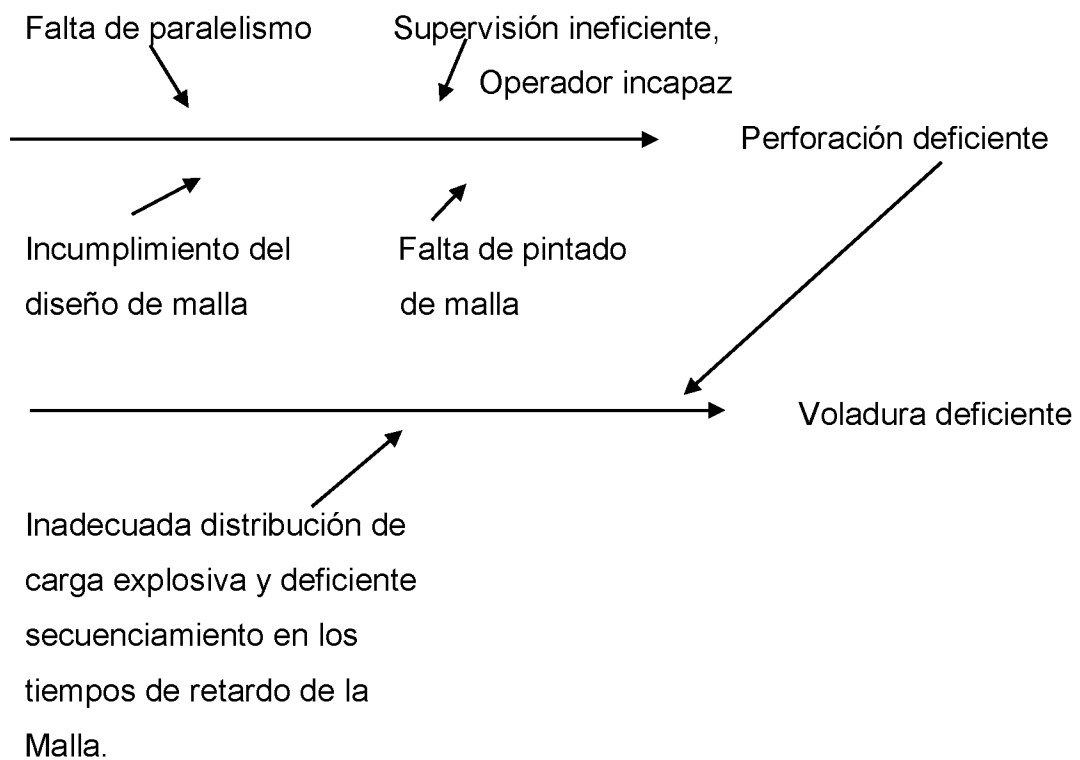 Falta de paralelismo
Supervisión ineficiente,
Operador incapaz
Perforación deficiente
Incumplimiento del
diseño de malla
Falta de pintado
de malla
Voladura deficiente
Inadecuada distribución de
carga explosiva y deficiente
secuenciamiento en los
tiempos de retardo de la
Malla.